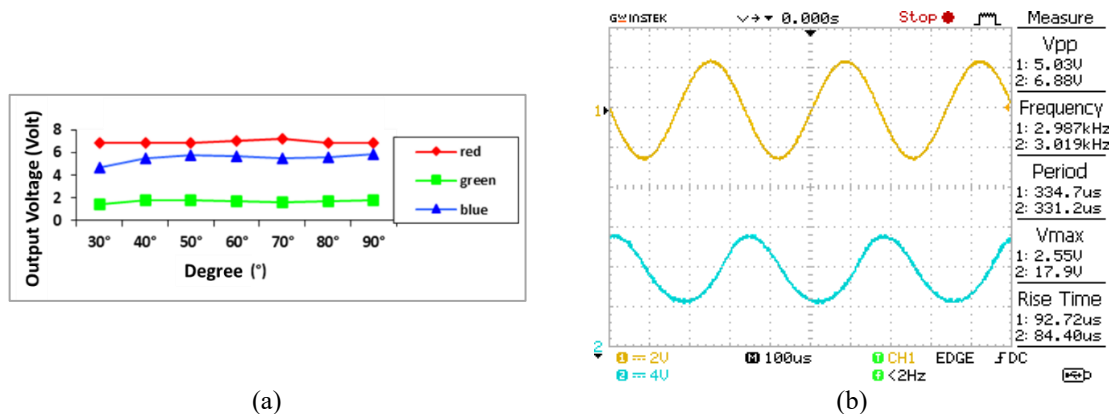 Output Voltage (Volt)
8
6
4
2
0
30° 40° 50° 60° 70° 80° 90°
Degree (°)
red
green
blue
(a)
GWINSTEK 0.000s Stop Measure
Vpp
1: 5.03V
2: 6.88V
Frequency
1: 2.987kHz
2: 3.019kHz
Period
1: 334.7us
2: 331.2us
Vmax
1: 2.55V
2: 17.9V
Rise Time
1: 92.72us
2: 84.40us
1
2
1 2V M 100us T CH1 EDGE DC
2 4V f <2Hz
(b)